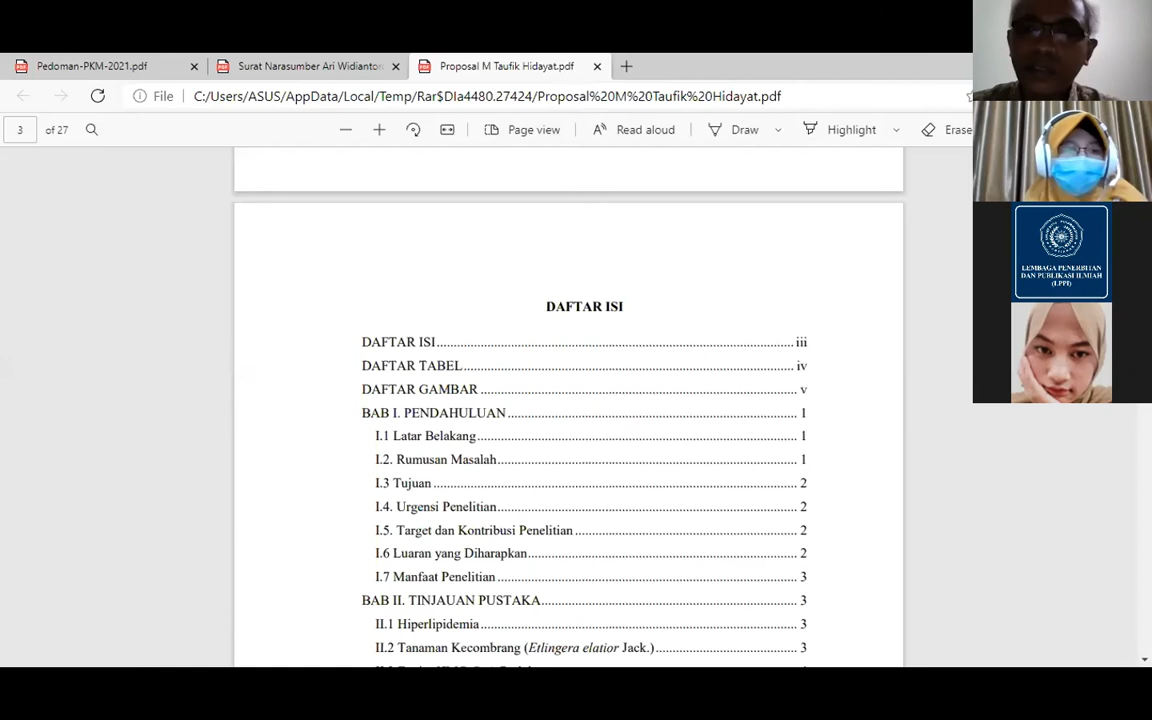 Pedoman-PKM-2021.pdf
Surat Narasumber Ari Widianto
Proposal M Taufik Hidayat.pdf
File
C:/Users/ASUS/AppData/Local/Temp/Rar$DIa4480.27424/Proposal%20M%20Taufik%20Hidayat.pdf
3 of 27
Page view
Read aloud
Draw
Highlight
Erase
LEMBAGA PENERBITAN
DAN PUBLIKASI ILMIAH
(LPPI)
DAFTAR ISI
DAFTAR ISI iii
DAFTAR TABEL iv
DAFTAR GAMBAR v
BAB I. PENDAHULUAN 1
I.1 Latar Belakang 1
I.2. Rumusan Masalah 1
I.3 Tujuan 2
I.4. Urgensi Penelitian 2
I.5. Target dan Kontribusi Penelitian 2
I.6 Luaran yang Diharapkan 2
I.7 Manfaat Penelitian 3
BAB II. TINJAUAN PUSTAKA 3
II.1 Hiperlipidemia 3
II.2 Tanaman Kecombrang (Etlingera elatior Jack.) 3